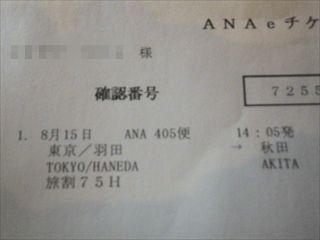 ANAeチケ
様
確認番号 7255
1. 8月15日 ANA 405便 14：05発
東京／羽田 → 秋田
TOKYO/HANEDA AKITA
旅割75H